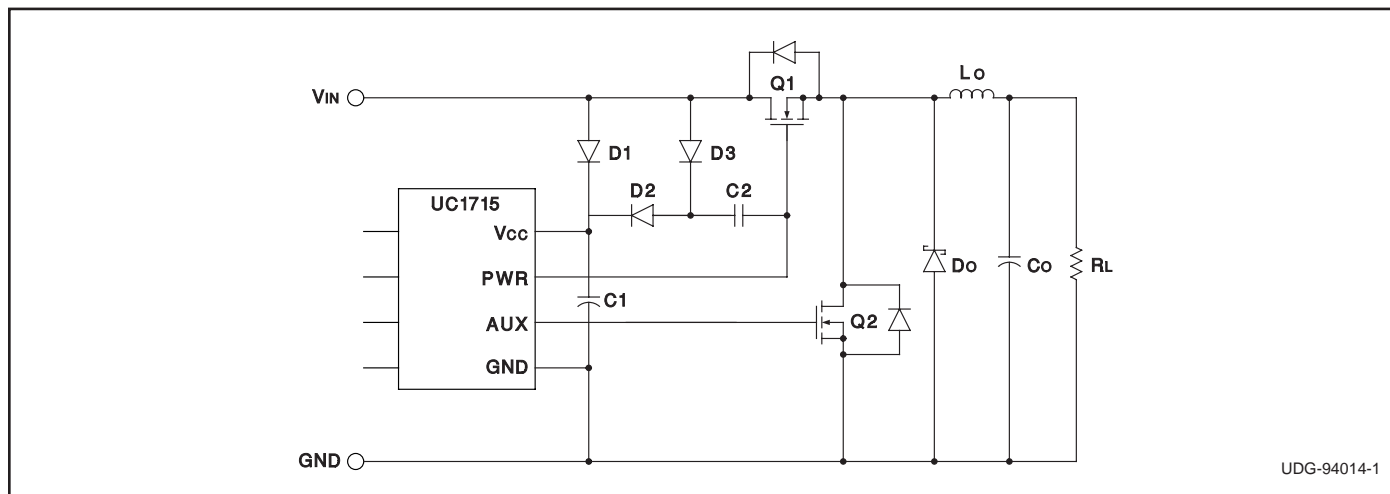 Q1
LO
VIN
D1
D3
D2
C2
UC1715
VCC
PWR
C1
AUX
GND
Q2
DO
CO
RL
GND
UDG-94014-1